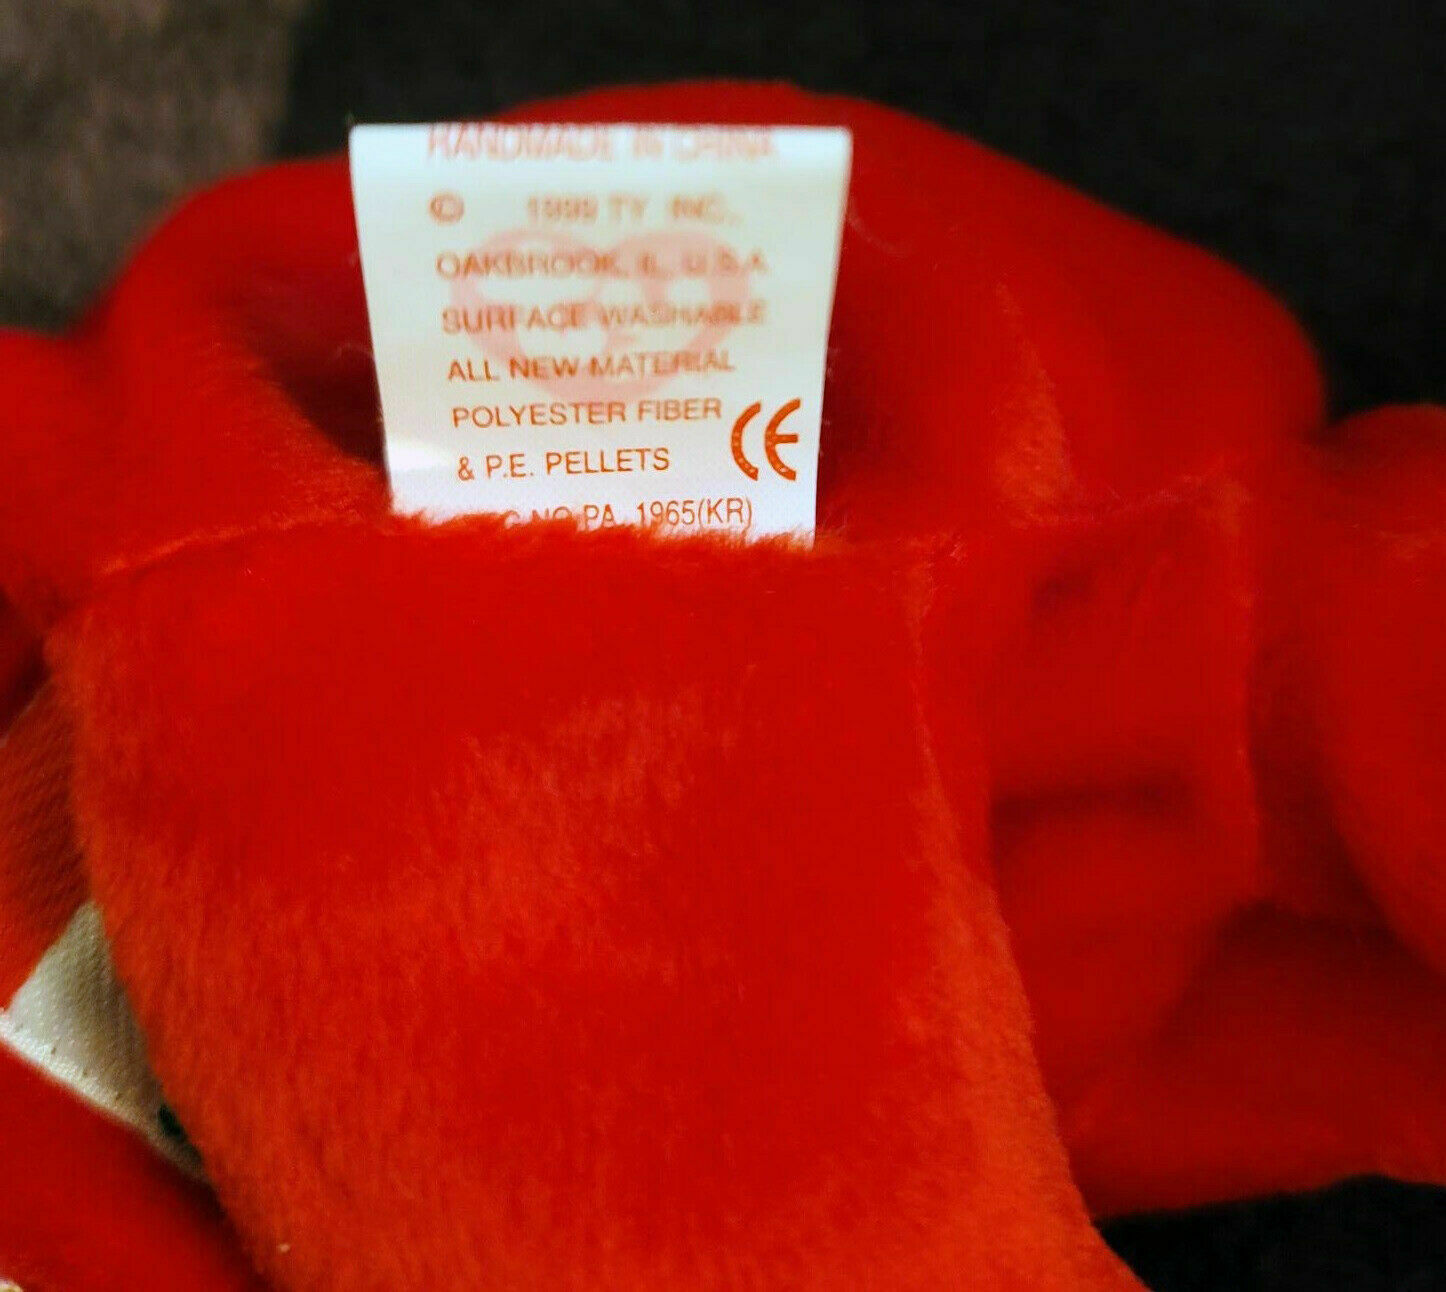 HANDMADE IN CHINA
© 1999 TY INC.,
OAKBROOK, IL, U.S.A
SURFACE WASHABLE
ALL NEW MATERIAL
POLYESTER FIBER
& P.E. PELLETS CE
NO PA. 1965(KR)